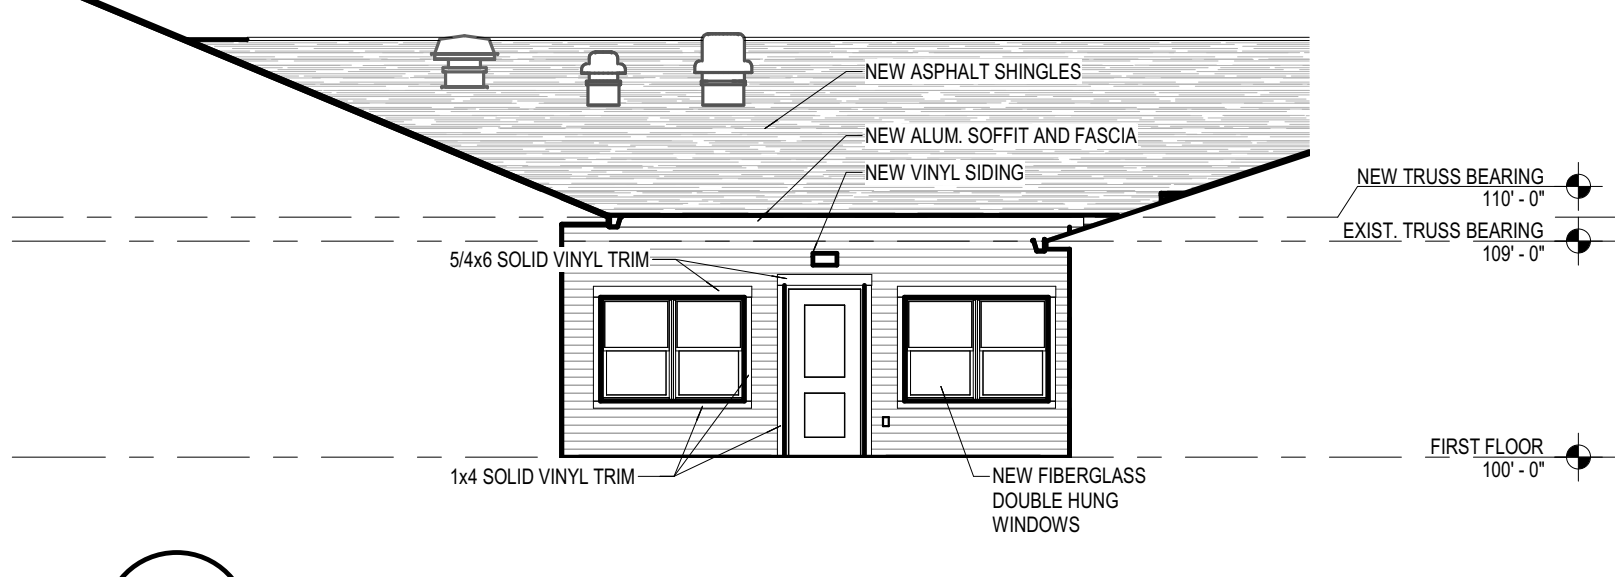 NEW ASPHALT SHINGLES
NEW ALUM. SOFFIT AND FASCIA
NEW VINYL SIDING
NEW TRUSS BEARING
110' - 0"
EXIST. TRUSS BEARING
109' - 0"
5/4x6 SOLID VINYL TRIM
1x4 SOLID VINYL TRIM
NEW FIBERGLASS
DOUBLE HUNG
WINDOWS
FIRST FLOOR
100' - 0"